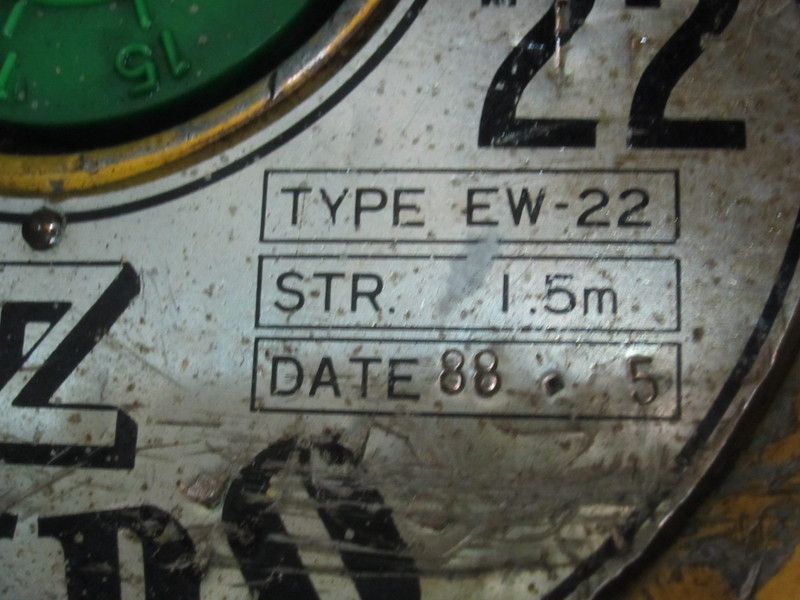 15
22
TYPE EW-22
STR. 1.5m
DATE 88 . 5